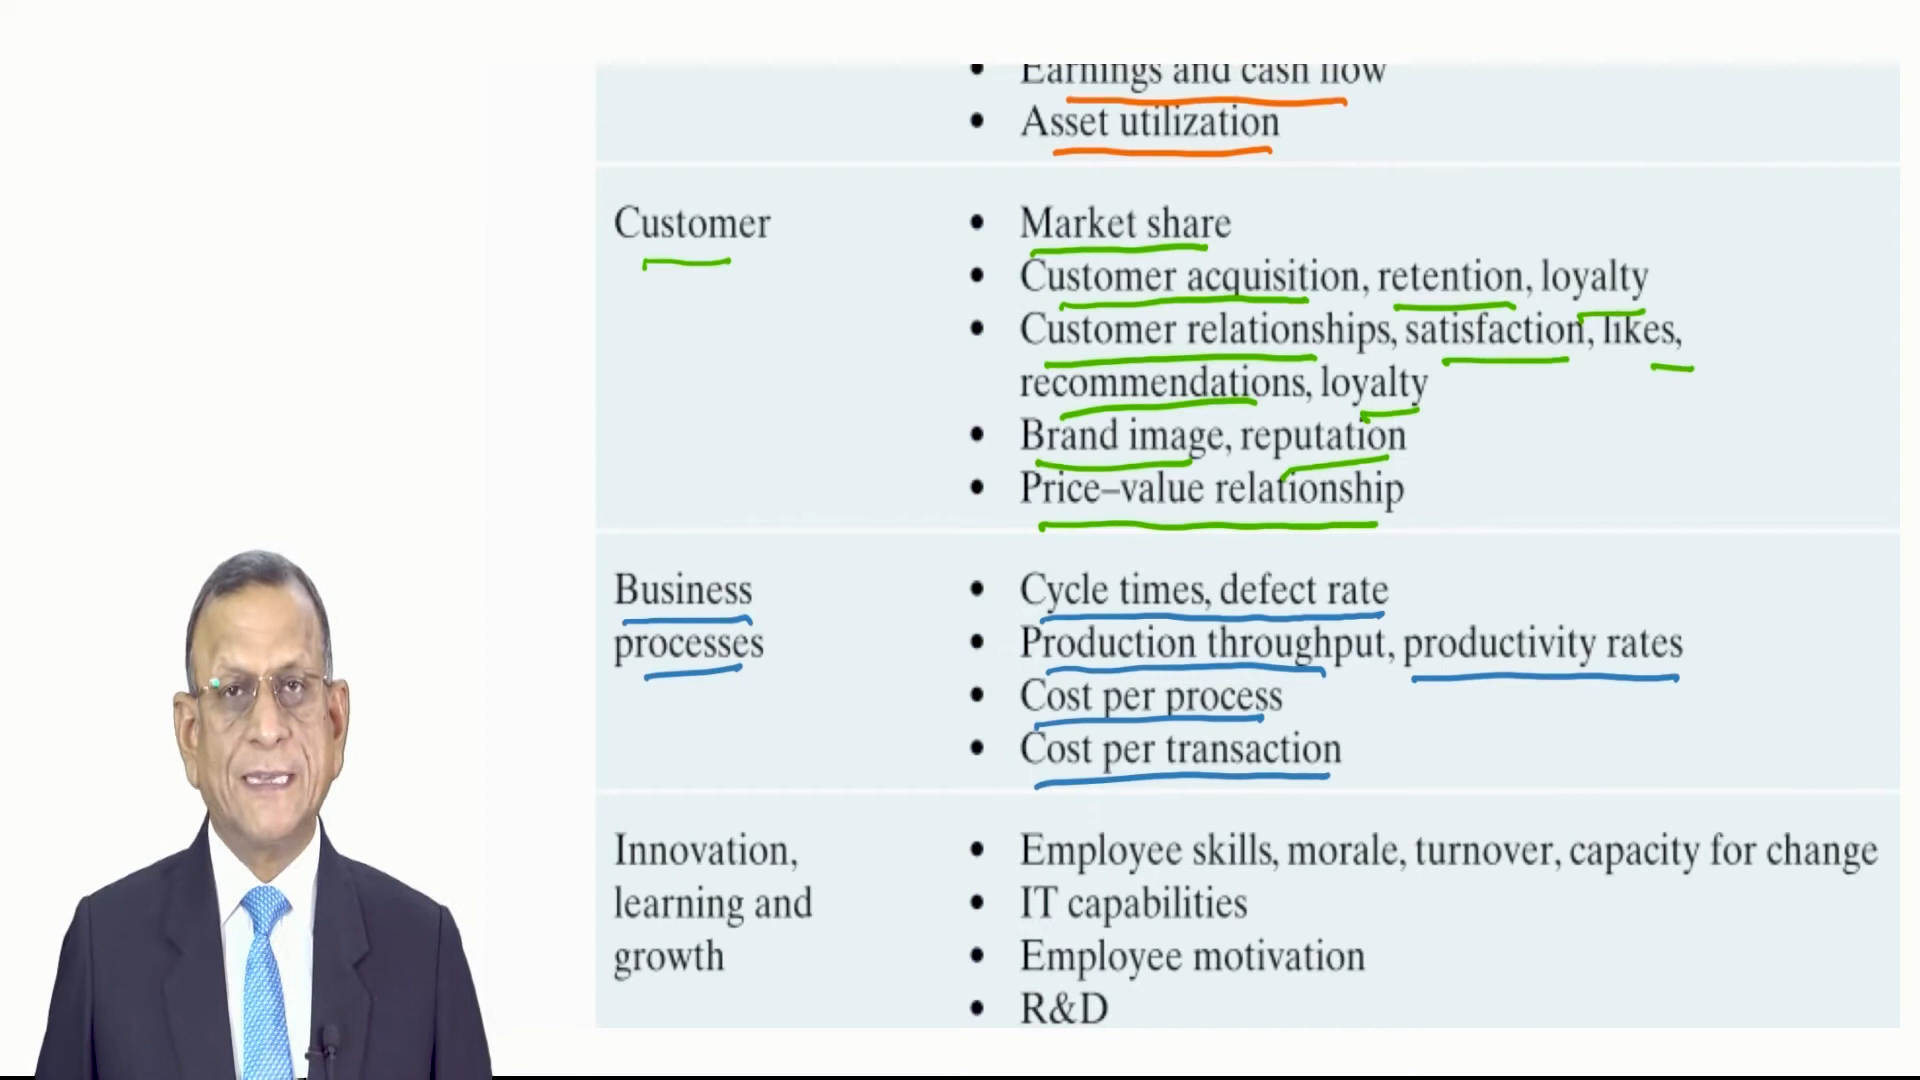 • Earnings and cash flow
• Asset utilization
Customer
• Market share
• Customer acquisition, retention, loyalty
• Customer relationships, satisfaction, likes,
recommendations, loyalty
• Brand image, reputation
• Price–value relationship
Business
processes
• Cycle times, defect rate
• Production throughput, productivity rates
• Cost per process
• Cost per transaction
Innovation,
learning and
growth
• Employee skills, morale, turnover, capacity for change
• IT capabilities
• Employee motivation
• R&D